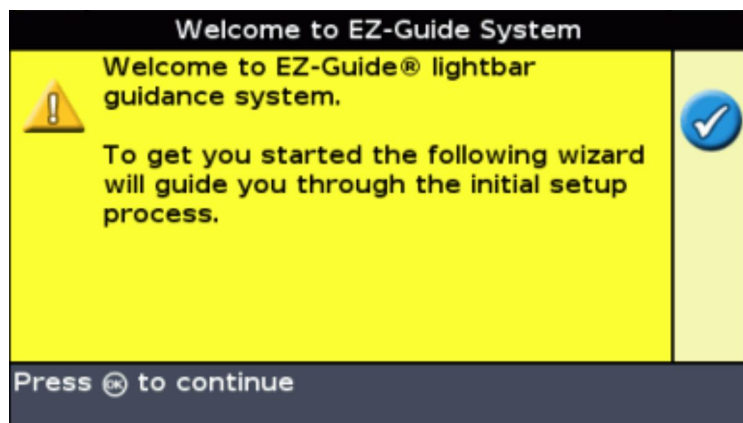 Welcome to EZ-Guide System
Welcome to EZ-Guide® lightbar
guidance system.
To get you started the following wizard
will guide you through the initial setup
process.
Press OK to continue